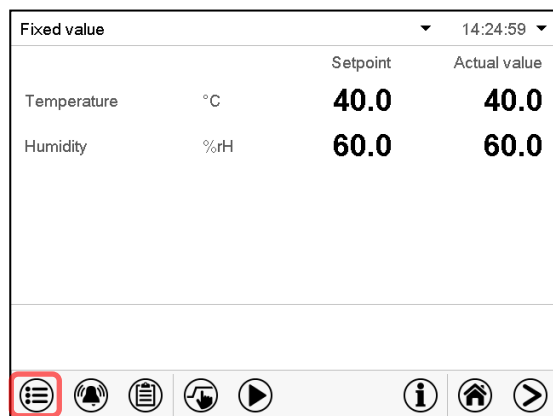 Fixed value 14:24:59
Setpoint Actual value
Temperature °C 40.0 40.0
Humidity %rH 60.0 60.0